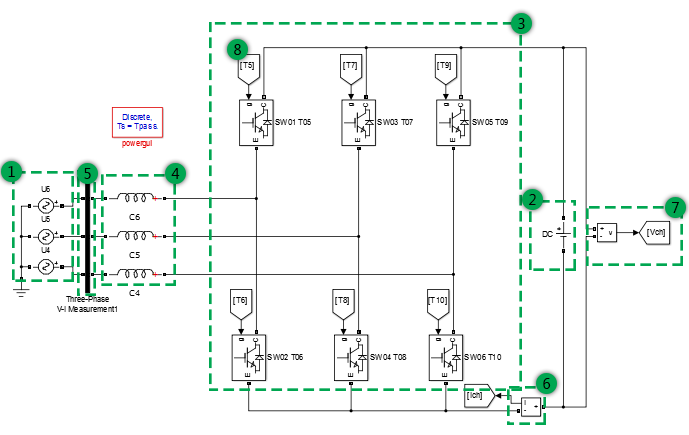 3
8
[T5]
[T7]
[T9]
g C
g C
g C
SW01 T05
SW03 T07
SW05 T09
E
E
E
Discrete,
Ts = Tpass.
powergui
1
5
4
2
7
U6
U5
U4
C6
C5
C4
Three-Phase
V-I Measurement1
DC
+
+
-
v
[Vch]
[T6]
[T8]
[T10]
g C
g C
g C
SW02 T06
SW04 T08
SW06 T10
E
E
E
6
[Ich]
I
-
+